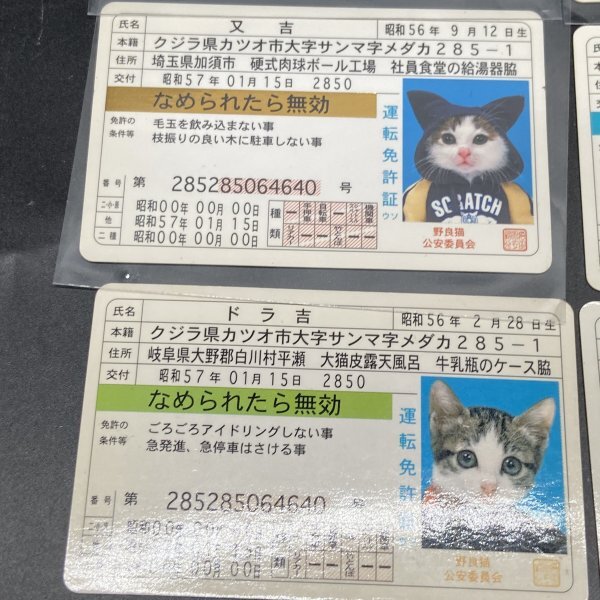 氏名 又吉 昭和56年 9月12日生
本籍 クジラ県カツオ市大字サンマ字メダカ285-1
住所 埼玉県加須市 硬式肉球ボール工場 社員食堂の給湯器脇
交付 昭和57年 01月15日 2850
なめられたら無効
免許の条件等
毛玉を飲み込まない事
枝振りの良い木に駐車しない事
番号 第 285285064640 号
二・小・原 昭和00年 00月00日
他 昭和57年 01月15日
二種 昭和00年 00月00日
種類
運転免許証
ウソ
SCRATCH
野良猫
公安委員会
氏名 ドラ吉 昭和56年 2月28日生
本籍 クジラ県カツオ市大字サンマ字メダカ285-1
住所 岐阜県大野郡白川村平瀬 大猫皮露天風呂 牛乳瓶のケース脇
交付 昭和57年 01月15日 2850
なめられたら無効
免許の条件等
ごろごろアイドリングしない事
急発進、急停車はさける事
番号 第 285285064640 号
運転免許証
野良猫
公安委員会